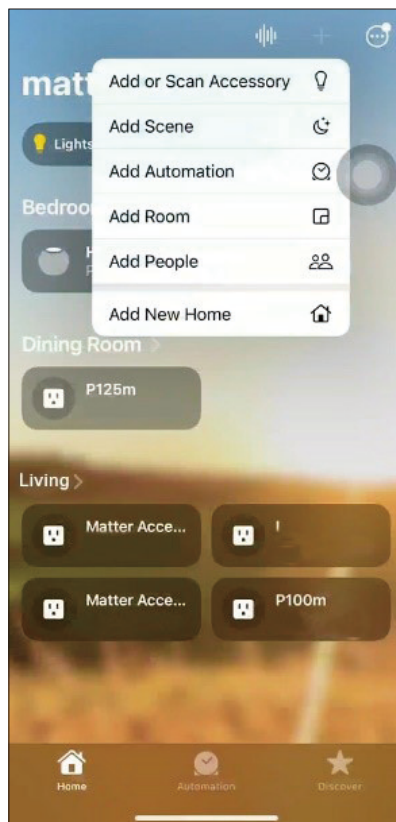 matt
Add or Scan Accessory
Add Scene
Lights
Add Automation
Bedroo
Add Room
H
P
Add People
Add New Home
Dining Room >
P125m
Living >
Matter Acce...
!
Matter Acce...
P100m
Home
Automation
Discover